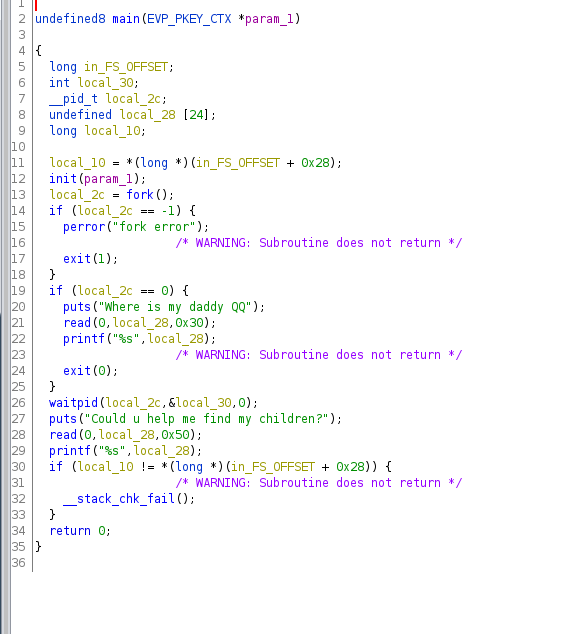 1
2 undefined8 main(EVP_PKEY_CTX *param_1)
3
4 {
5 long in_FS_OFFSET;
6 int local_30;
7 __pid_t local_2c;
8 undefined local_28 [24];
9 long local_10;
10
11 local_10 = *(long *)(in_FS_OFFSET + 0x28);
12 init(param_1);
13 local_2c = fork();
14 if (local_2c == -1) {
15 perror("fork error");
16 /* WARNING: Subroutine does not return */
17 exit(1);
18 }
19 if (local_2c == 0) {
20 puts("Where is my daddy QQ");
21 read(0,local_28,0x30);
22 printf("%s",local_28);
23 /* WARNING: Subroutine does not return */
24 exit(0);
25 }
26 waitpid(local_2c,&local_30,0);
27 puts("Could u help me find my children?");
28 read(0,local_28,0x50);
29 printf("%s",local_28);
30 if (local_10 != *(long *)(in_FS_OFFSET + 0x28)) {
31 /* WARNING: Subroutine does not return */
32 __stack_chk_fail();
33 }
34 return 0;
35 }
36